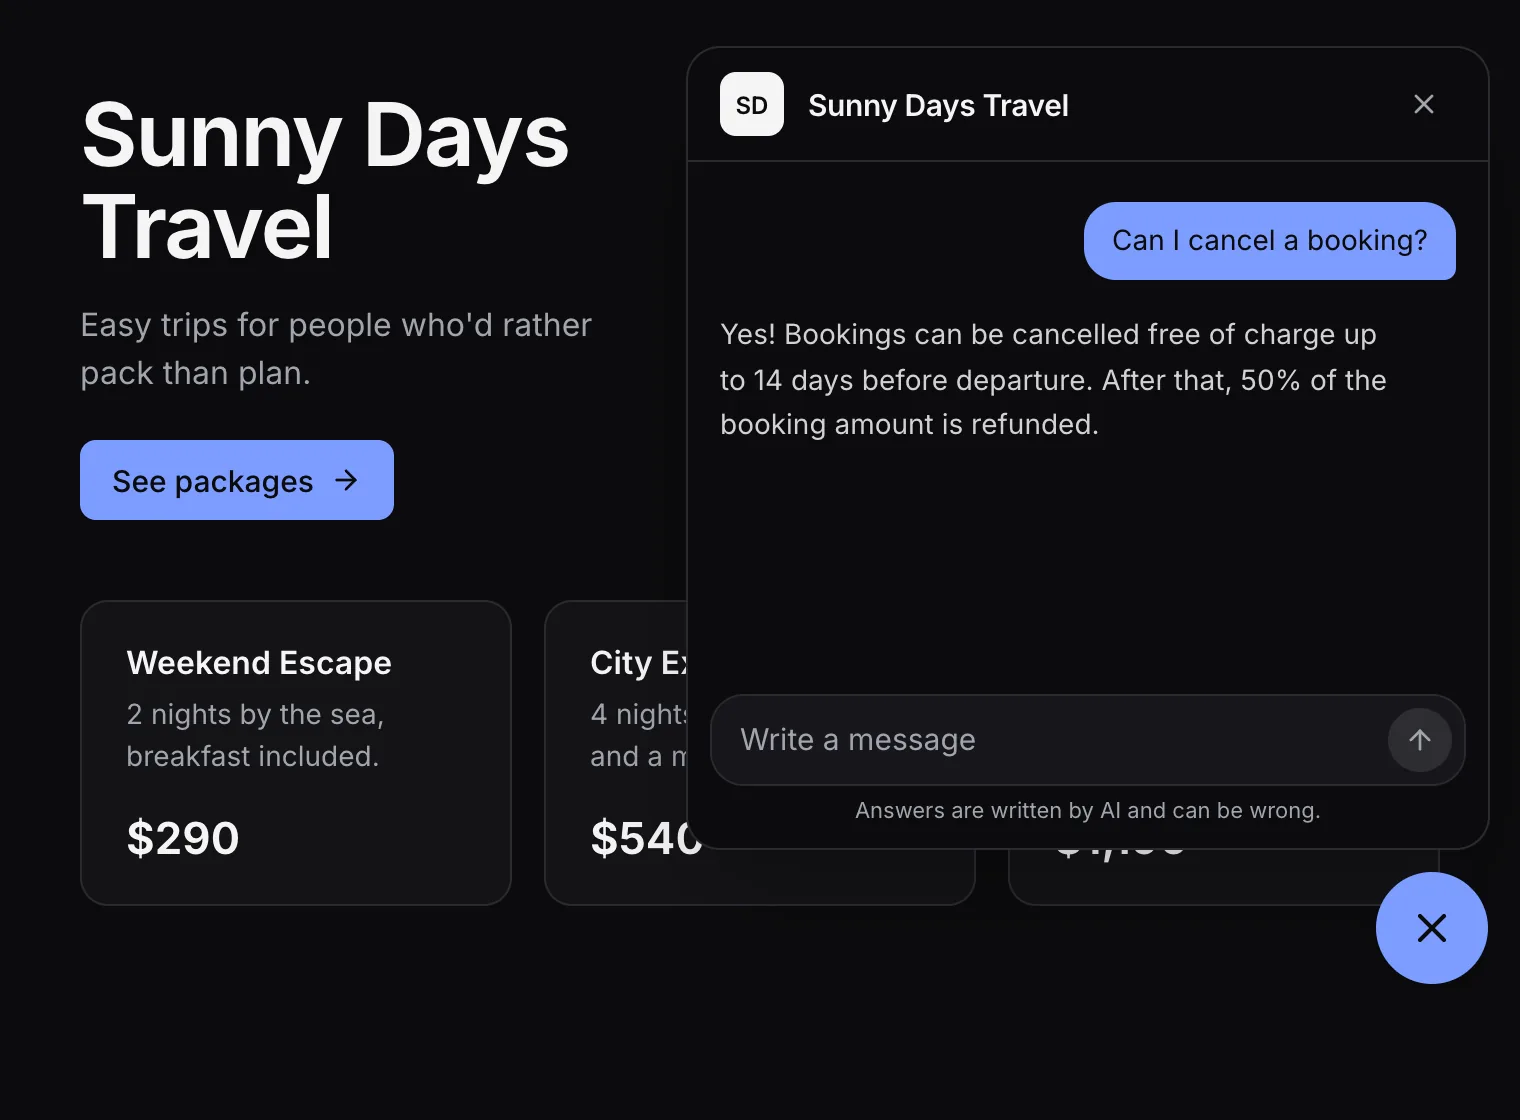 Sunny Days
Travel
Easy trips for people who'd rather
pack than plan.
See packages
Weekend Escape
2 nights by the sea,
breakfast included.
$290
City
4 nights
and a
$540
SD
Sunny Days Travel
Can I cancel a booking?
Yes! Bookings can be cancelled free of charge up
to 14 days before departure. After that, 50% of the
booking amount is refunded.
Write a message
Answers are written by AI and can be wrong.